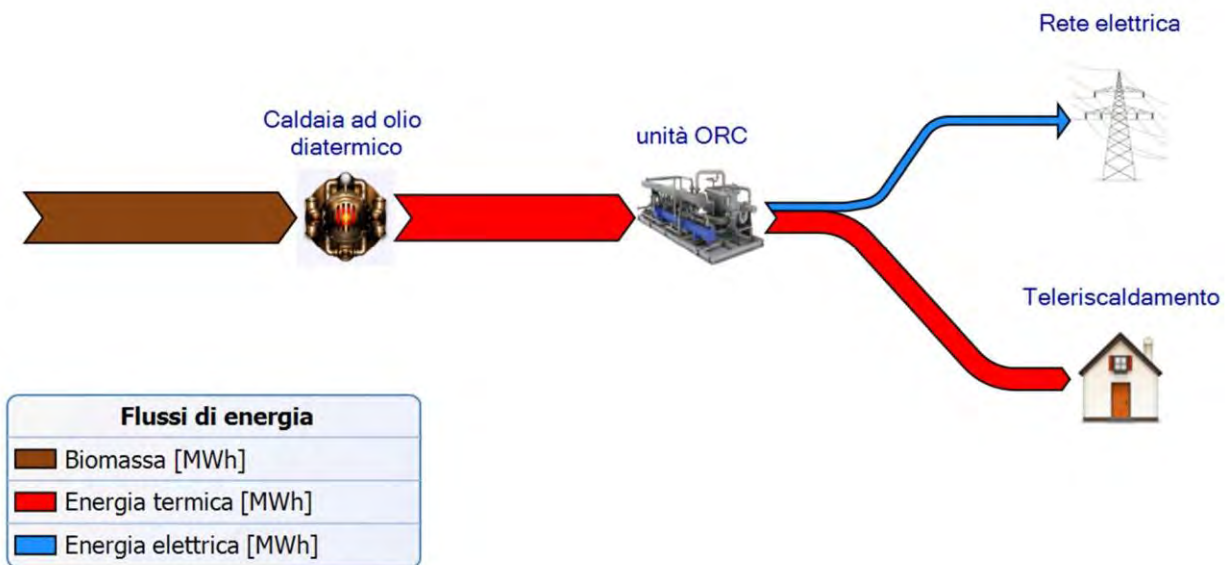 Rete elettrica
Caldaia ad olio
diatermico
unità ORC
Teleriscaldamento
Flussi di energia
Biomassa [MWh]
Energia termica [MWh]
Energia elettrica [MWh]